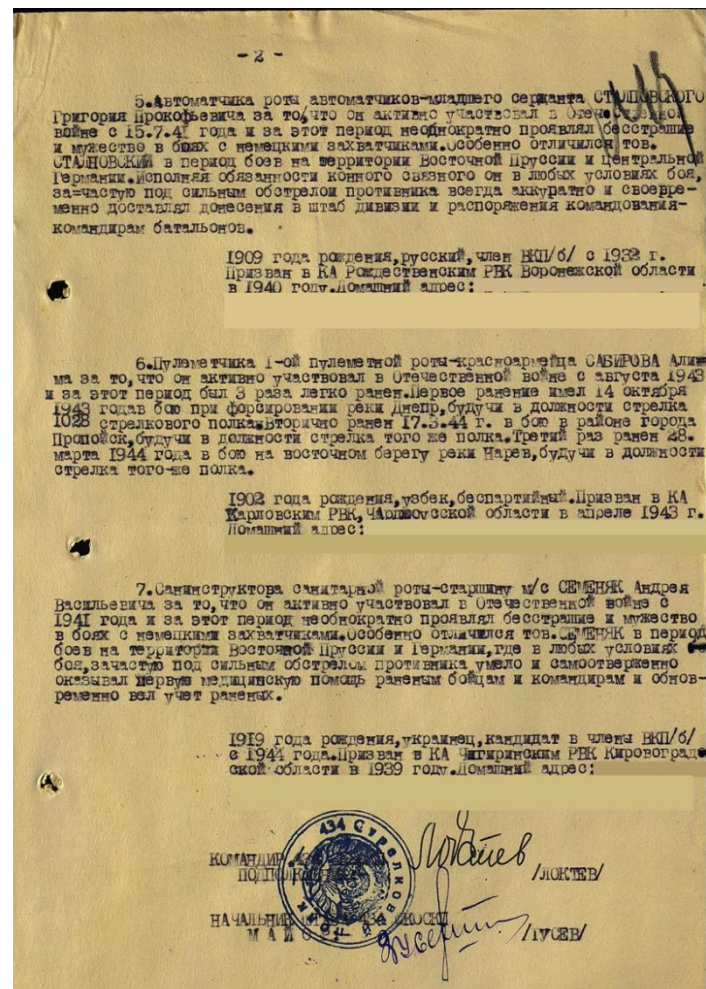 - 2 -
5.Автоматчика роты автоматчиков-младшего сержанта
Григория Прокофьевича за то,что он активно участвовал в
войне с 15.7.41 года и за этот период неоднократно проявлял бесстрашие
и мужество в боях с немецкими захватчиками.Особенно отличился тов.
в период боев на территории Восточной Пруссии и Центральной
Германии.Исполняя обязанности конного связного он в любых условиях боя,
за=частую под сильным обстрелом противника всегда аккуратно и своевре-
менно доставлял донесения в штаб дивизии и распоряжения командования-
командирам батальонов.
1909 года рождения,русский,член ВКП/б/ с 1932 г.
Призван в КА Рождественским РВК Воронежской области
в 1940 году.Домашний адрес:
6.Пулеметчика 1-ой пулеметной роты-красноармейца САБИРОВА Алим
ма за то,что он активно участвовал в Отечественной войне с августа 1943
и за этот период был 3 раза легко ранен.Первое ранение имел 14 октября
1943 годав бою при форсировании реки Днепр,будучи в должности стрелка
1028 стрелкового полка.Вторично ранен 17.3.44 г. в бою в районе города
Пропойск,будучи в должности стрелка того же полка.Третий раз ранен 28.
марта 1944 года в бою на восточном берегу реки Нарев,будучи в должности
стрелка того-же полка.
1902 года рождения,узбек,беспартийный.Призван в КА
Карловским РВК, области в апреле 1943 г.
Домашний адрес:
7.Санинструктора санитарной роты-старшину м/с СЕМЕНЯК Андрея
Васильевича за то,что он активно участвовал в Отечественной войне с
1941 года и за этот период неоднократно проявлял бесстрашие и мужество
в боях с немецкими захватчиками.Особенно отличился тов.СЕМЕНЯК в период
боев на территории Восточной Пруссии и Германии,где в любых условиях
боя,зачастую под сильным обстрелом противника умело и самоотверженно
оказывал первую медицинскую помощь раненым бойцам и командирам и обнов-
ременно вел учет раненых.
1919 года рождения,украинец,кандидат в члены ВКП/б/
с 1944 года.Призван в КА Чигиринским РВК Кировоград-
ской области в 1939 году.Домашний адрес:
434 Стрелковый полк
КОМАНДИР
/ЛОКТЕВ/
НАЧАЛЬНИК
/ГУСЕВ/